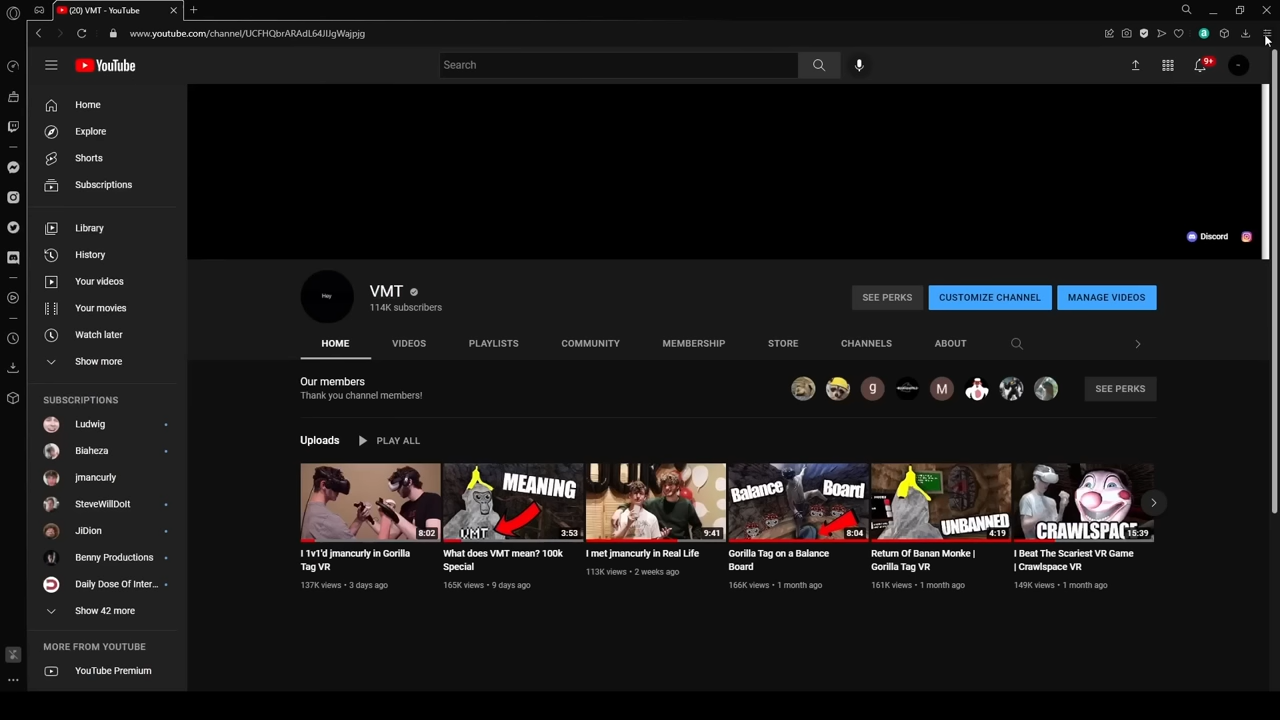 (20) VMT - YouTube
www.youtube.com/channel/UCFHQbrARAdL64JlJgWajpjg
YouTube
Search
9+
Home
Explore
Shorts
Subscriptions
Library
History
Your videos
Your movies
Watch later
Show more
SUBSCRIPTIONS
Ludwig
Biaheza
jmancurly
SteveWillDoIt
JiDion
Benny Productions
Daily Dose Of Inter...
Show 42 more
MORE FROM YOUTUBE
YouTube Premium
Discord
Hey
VMT
114K subscribers
SEE PERKS
CUSTOMIZE CHANNEL
MANAGE VIDEOS
HOME
VIDEOS
PLAYLISTS
COMMUNITY
MEMBERSHIP
STORE
CHANNELS
ABOUT
Our members
Thank you channel members!
g
M
SEE PERKS
Uploads
PLAY ALL
8:02
I 1v1'd jmancurly in Gorilla
Tag VR
137K views • 3 days ago
MEANING
VMT
3:53
What does VMT mean? 100k
Special
165K views • 9 days ago
9:41
I met jmancurly in Real Life
113K views • 2 weeks ago
Balance Board
8:04
Gorilla Tag on a Balance
Board
166K views • 1 month ago
UNBANNED
4:19
Return Of Banan Monke |
Gorilla Tag VR
161K views • 1 month ago
CRAWLSPACE
15:39
I Beat The Scariest VR Game
| Crawlspace VR
149K views • 1 month ago